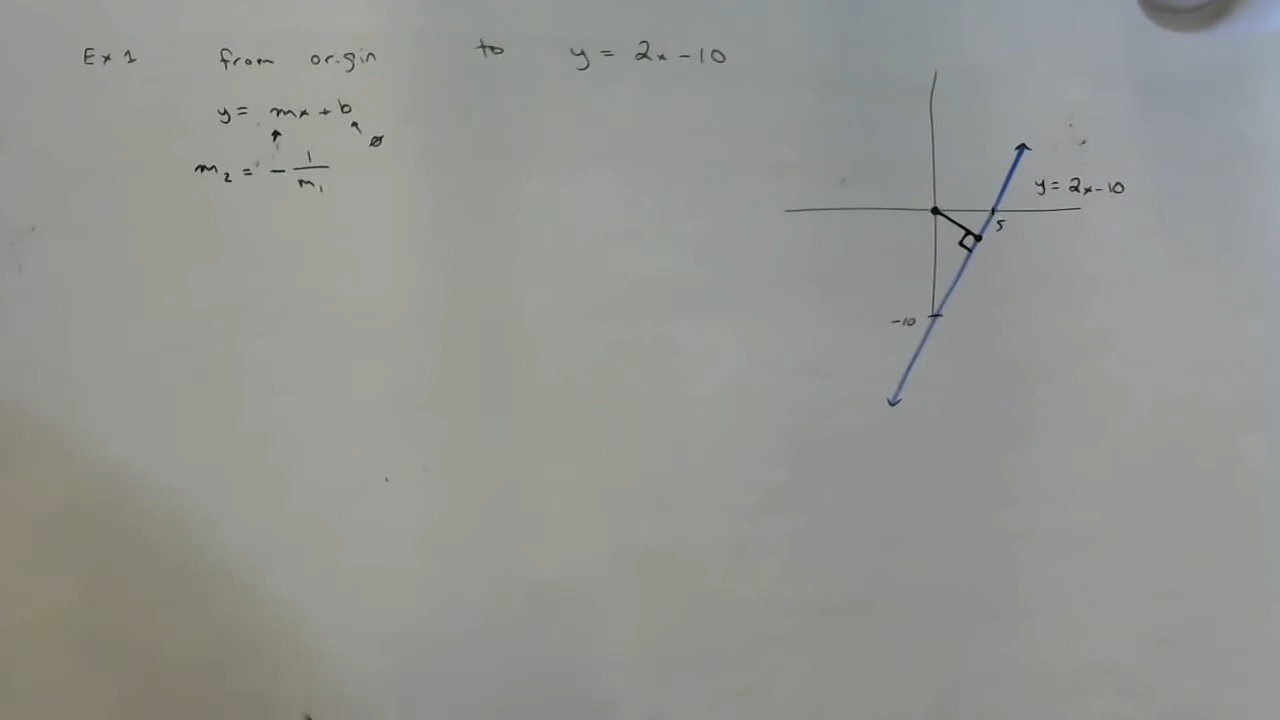 Ex 1 from origin to y = 2x - 10
y = mx + b
ø
m₂ = - 1/m₁
y = 2x - 10
5
-10